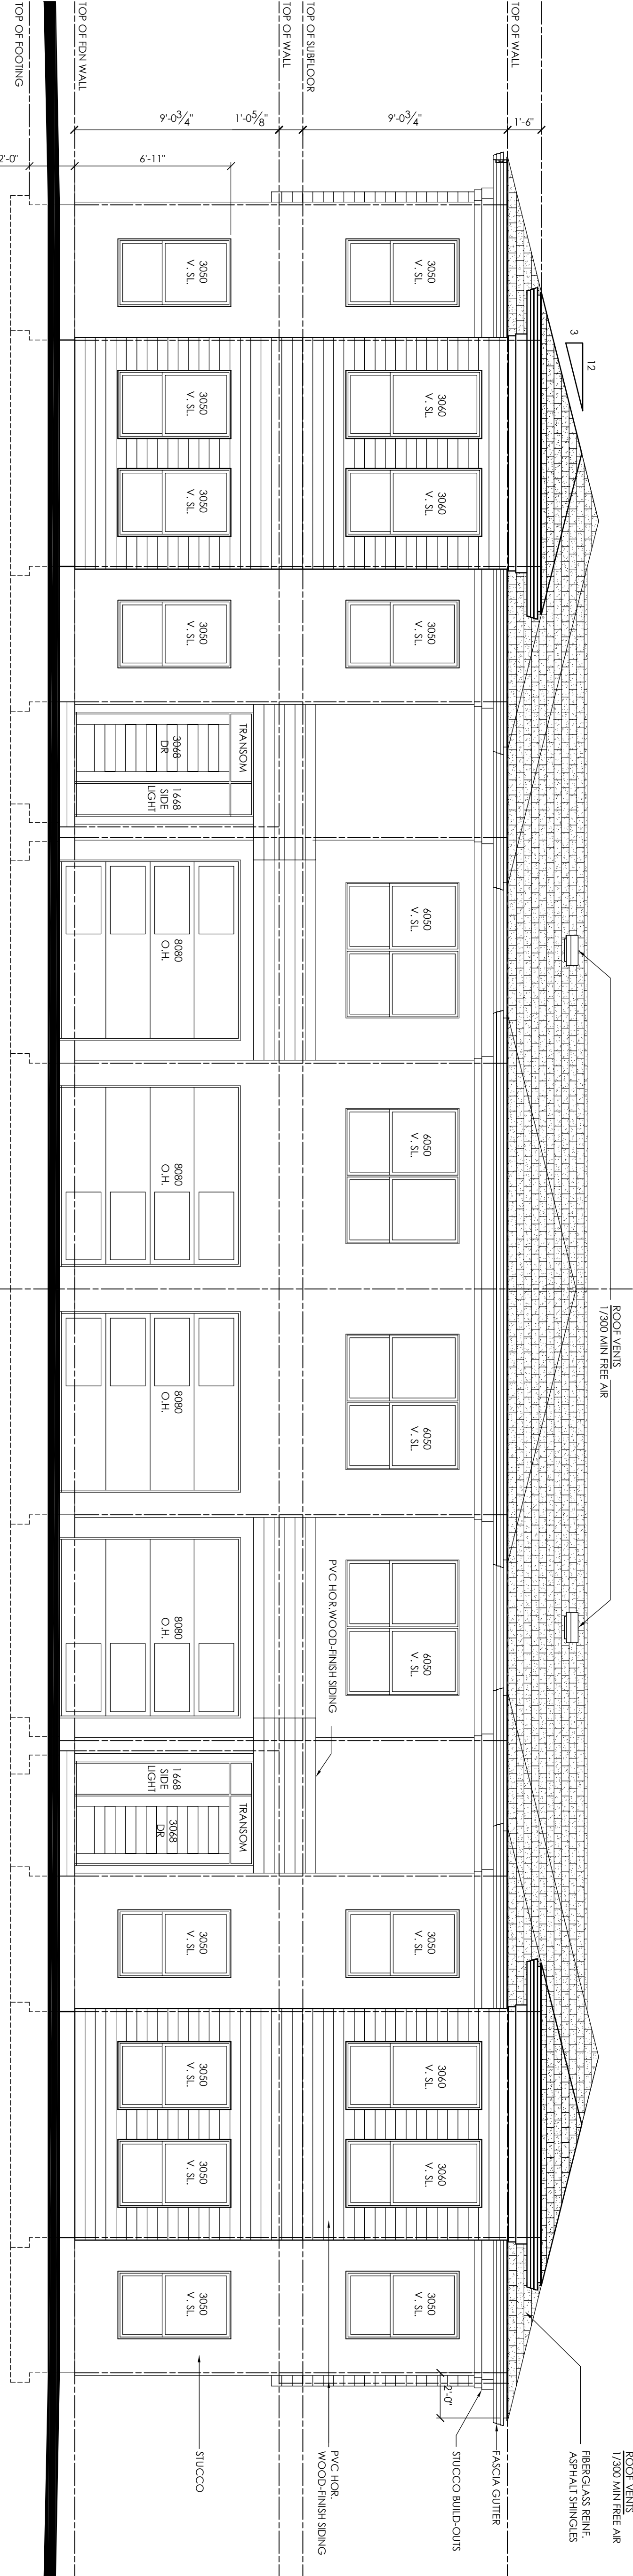 ROOF VENTS
1/300 MIN FREE AIR
ROOF VENTS
1/300 MIN FREE AIR
FIBERGLASS REINF.
ASPHALT SHINGLES
12
3
1'-6"
TOP OF WALL
FASCIA GUTTER
STUCCO BUILD-OUTS
2'-0"
9'-0 3/4"
3050
V. SL.
3060
V. SL.
3060
V. SL.
3050
V. SL.
6050
V. SL.
6050
V. SL.
6050
V. SL.
6050
V. SL.
3050
V. SL.
3060
V. SL.
3060
V. SL.
3050
V. SL.
TOP OF SUBFLOOR
PVC HOR.WOOD-FINISH SIDING
PVC HOR.
WOOD-FINISH SIDING
TOP OF WALL
1'-0 5/8"
9'-0 3/4"
6'-11"
3050
V. SL.
3050
V. SL.
3050
V. SL.
3050
V. SL.
TRANSOM
3068
DR
1668
SIDE
LIGHT
8080
O.H.
8080
O.H.
8080
O.H.
8080
O.H.
TRANSOM
1668
SIDE
LIGHT
3068
DR
3050
V. SL.
3050
V. SL.
3050
V. SL.
3050
V. SL.
STUCCO
TOP OF FDN WALL
2'-0"
TOP OF FOOTING